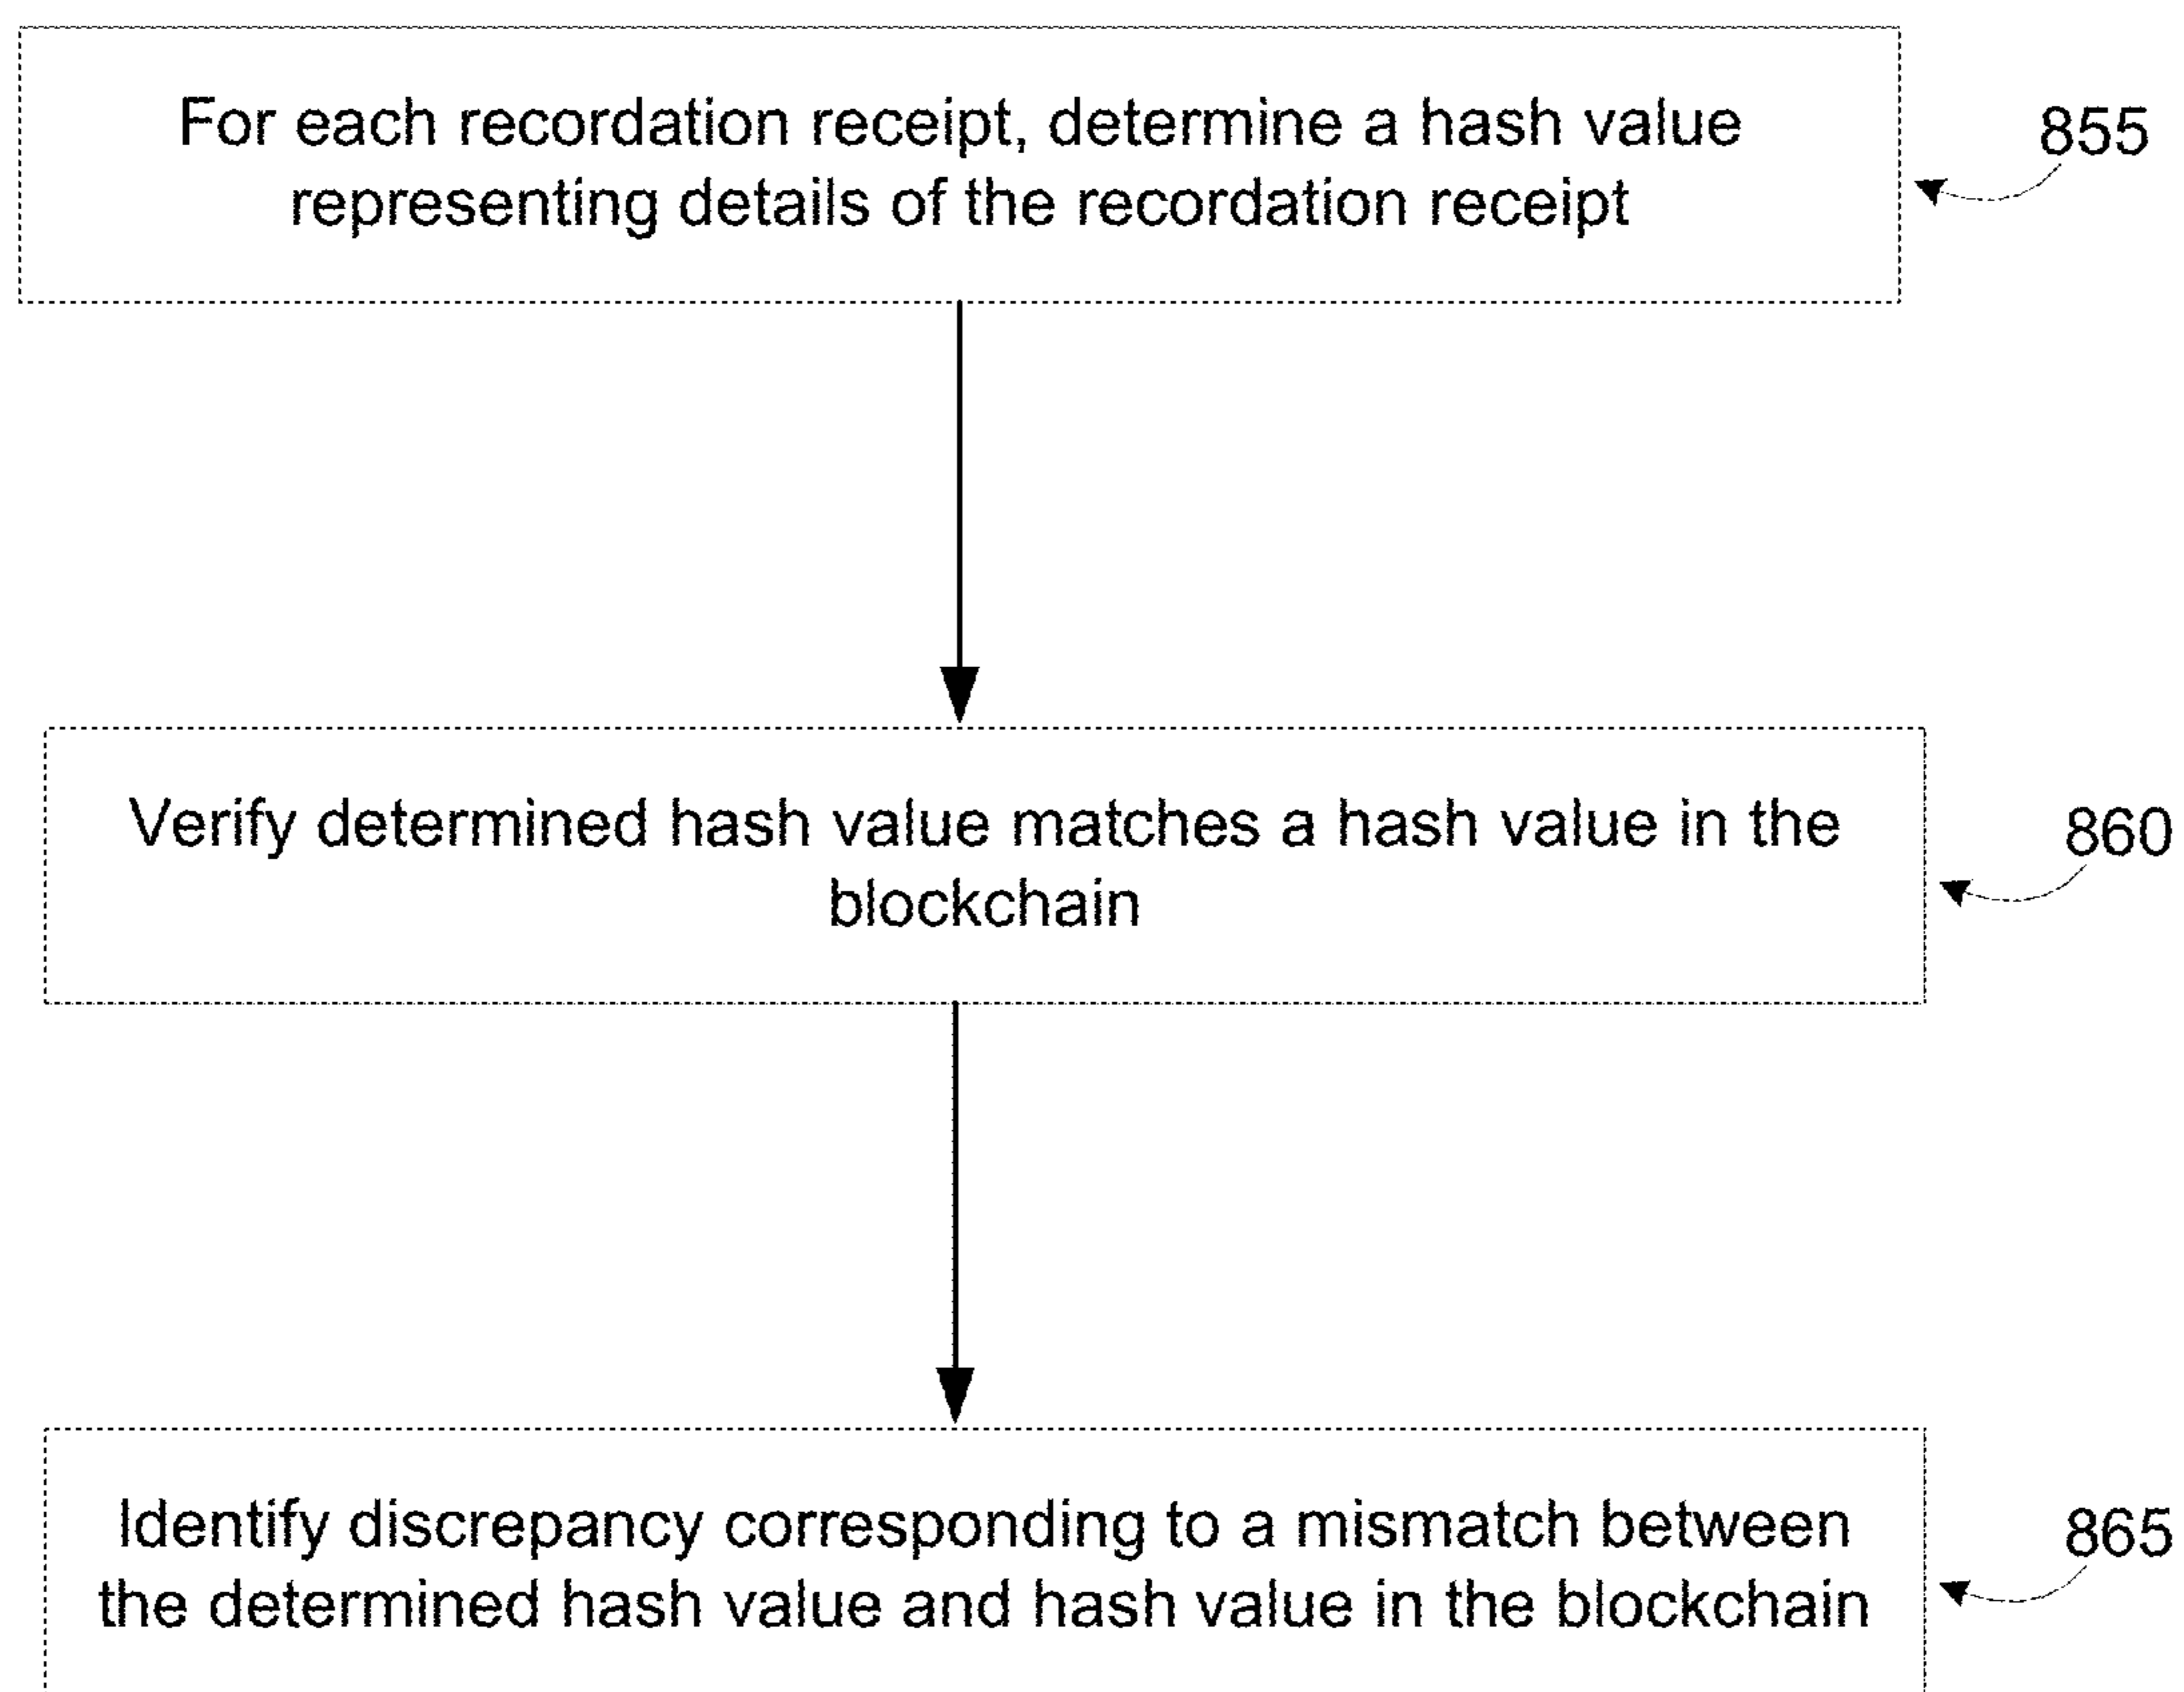 For each recordation receipt, determine a hash value
representing details of the recordation receipt
855
Verify determined hash value matches a hash value in the
blockchain
860
Identify discrepancy corresponding to a mismatch between
the determined hash value and hash value in the blockchain
865